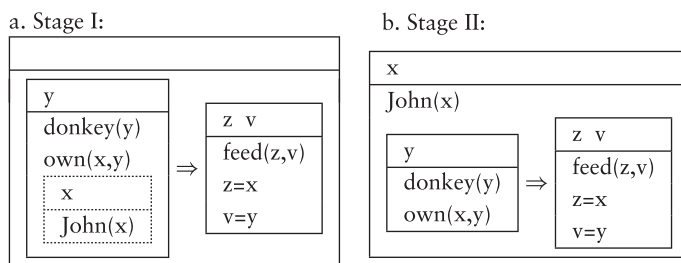 a. Stage I:
y
donkey(y)
own(x,y)
x
John(x)
⇒
z v
feed(z,v)
z=x
v=y
b. Stage II:
x
John(x)
y
donkey(y)
own(x,y)
⇒
z v
feed(z,v)
z=x
v=y